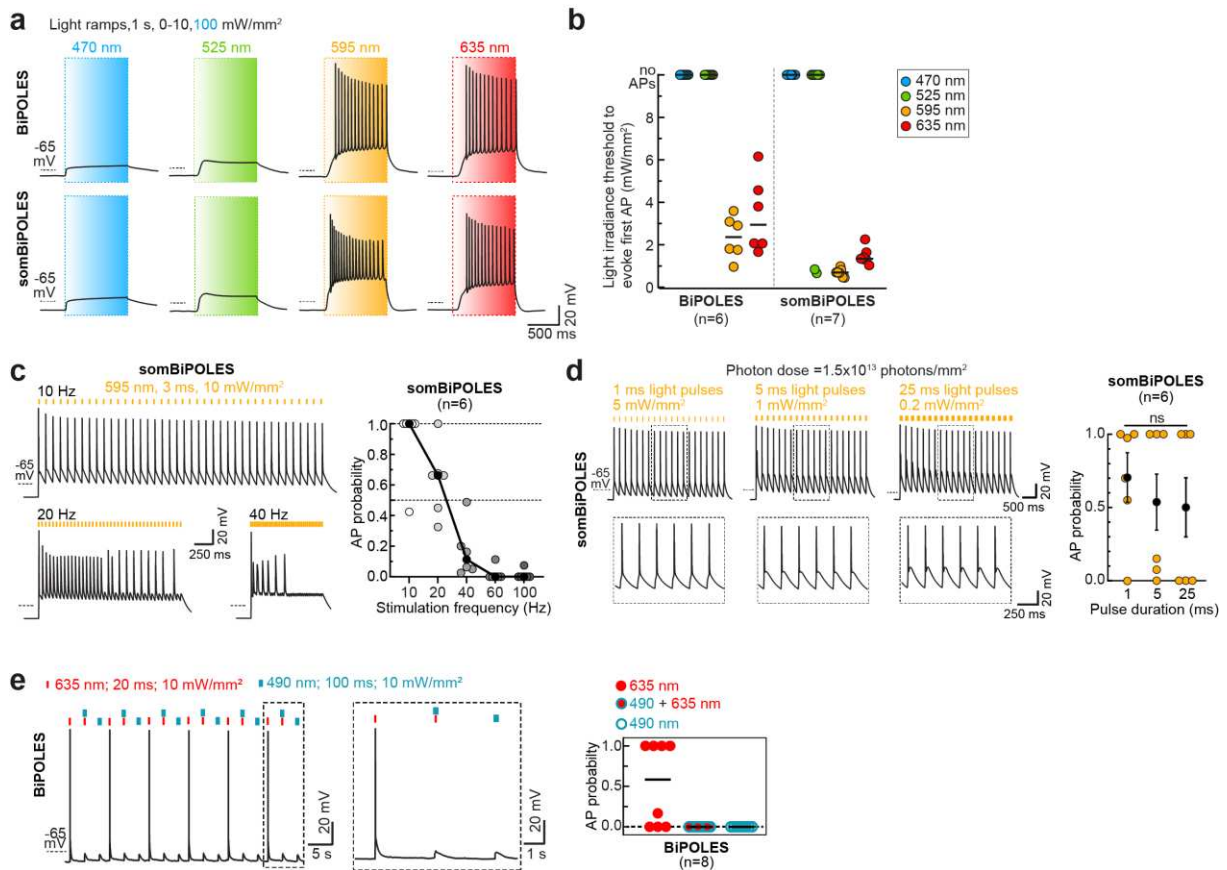 a
Light ramps,1 s, 0-10,100 mW/mm²
470 nm
525 nm
595 nm
635 nm
BiPOLES
-65
mV
somBiPOLES
-65
mV
20 mV
500 ms
b
Light irradiance threshold to
evoke first AP (mW/mm²)
no
APs
8
6
4
2
0
BiPOLES
(n=6)
somBiPOLES
(n=7)
470 nm
525 nm
595 nm
635 nm
c
somBiPOLES
10 Hz
595 nm, 3 ms, 10 mW/mm²
-65
mV
20 Hz
40 Hz
20 mV
250 ms
somBiPOLES
(n=6)
AP probability
1.0
0.8
0.6
0.4
0.2
0.0
10
20
40
60
100
Stimulation frequency (Hz)
d
Photon dose =1.5x10¹³ photons/mm²
1 ms light pulses
5 mW/mm²
5 ms light pulses
1 mW/mm²
25 ms light pulses
0.2 mW/mm²
somBiPOLES
-65
mV
20 mV
500 ms
20 mV
250 ms
somBiPOLES
(n=6)
ns
AP probability
1.0
0.8
0.6
0.4
0.2
0.0
1
5
25
Pulse duration (ms)
e
635 nm; 20 ms; 10 mW/mm²
490 nm; 100 ms; 10 mW/mm²
BiPOLES
-65
mV
20 mV
5 s
20 mV
1 s
635 nm
490 + 635 nm
490 nm
AP probabilty
1.0
0.5
0.0
BiPOLES
(n=8)